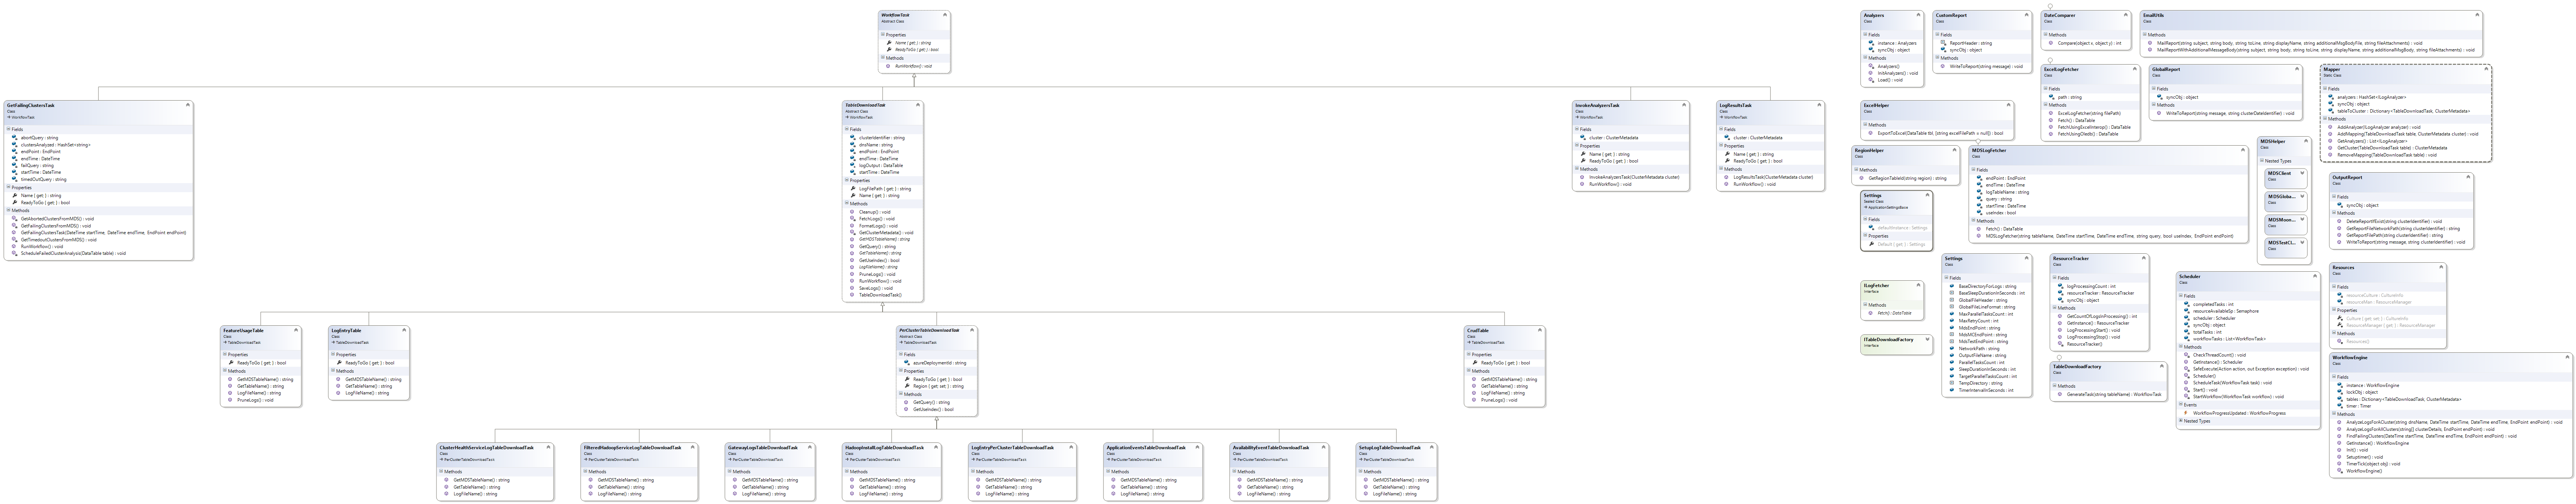 WorkflowTask
Abstract Class
Properties
Name { get; } : string
ReadyToGo { get; } : bool
Methods
RunWorkflow() : void
GetFailingClustersTask
Class
WorkflowTask
Fields
abortQuery : string
clustersAnalyzed : HashSet<string>
endPoint : EndPoint
endTime : DateTime
failQuery : string
startTime : DateTime
timedOutQuery : string
Properties
Name { get; } : string
ReadyToGo { get; } : bool
Methods
GetAbortedClustersFromMDS() : void
GetFailingClustersFromMDS() : void
GetFailingClustersTask(DateTime startTime, DateTime endTime, EndPoint endPoint)
GetTimedoutClustersFromMDS() : void
RunWorkflow() : void
ScheduleFailedClusterAnalysis(DataTable table) : void
TableDownloadTask
Abstract Class
WorkflowTask
Fields
clusterIdentifier : string
dnsName : string
endPoint : EndPoint
endTime : DateTime
logOutput : DataTable
startTime : DateTime
Properties
LogFilePath { get; } : string
Name { get; } : string
Methods
Cleanup() : void
FetchLogs() : void
FormatLogs() : void
GetClusterMetadata() : void
GetMDSTableName() : string
GetQuery() : string
GetTableName() : string
GetUseIndex() : bool
LogFileName() : string
PruneLogs() : void
RunWorkflow() : void
SaveLogs() : void
TableDownloadTask()
InvokeAnalyzersTask
Class
WorkflowTask
Fields
cluster : ClusterMetadata
Properties
Name { get; } : string
ReadyToGo { get; } : bool
Methods
InvokeAnalyzersTask(ClusterMetadata cluster)
RunWorkflow() : void
LogResultsTask
Class
WorkflowTask
Fields
cluster : ClusterMetadata
Properties
Name { get; } : string
ReadyToGo { get; } : bool
Methods
LogResultsTask(ClusterMetadata cluster)
RunWorkflow() : void
FeatureUsageTable
Class
TableDownloadTask
Properties
ReadyToGo { get; } : bool
Methods
GetMDSTableName() : string
GetTableName() : string
LogFileName() : string
PruneLogs() : void
LogEntryTable
Class
TableDownloadTask
Properties
ReadyToGo { get; } : bool
Methods
GetMDSTableName() : string
GetTableName() : string
LogFileName() : string
PerClusterTableDownloadTask
Abstract Class
TableDownloadTask
Fields
azureDeploymentId : string
Properties
ReadyToGo { get; } : bool
Region { get; set; } : string
Methods
GetQuery() : string
GetUseIndex() : bool
CrudTable
Class
TableDownloadTask
Properties
ReadyToGo { get; } : bool
Methods
GetMDSTableName() : string
GetTableName() : string
LogFileName() : string
PruneLogs() : void
ClusterHealthServiceLogTableDownloadTask
Class
PerClusterTableDownloadTask
Methods
GetMDSTableName() : string
GetTableName() : string
LogFileName() : string
FilteredHadoopServiceLogTableDownloadTask
Class
PerClusterTableDownloadTask
Methods
GetMDSTableName() : string
GetTableName() : string
LogFileName() : string
GatewayLogsTableDownloadTask
Class
PerClusterTableDownloadTask
Methods
GetMDSTableName() : string
GetTableName() : string
LogFileName() : string
HadoopInstallLogTableDownloadTask
Class
PerClusterTableDownloadTask
Methods
GetMDSTableName() : string
GetTableName() : string
LogFileName() : string
LogEntryPerClusterTableDownloadTask
Class
PerClusterTableDownloadTask
Methods
GetMDSTableName() : string
GetTableName() : string
LogFileName() : string
ApplicationEventsTableDownloadTask
Class
PerClusterTableDownloadTask
Methods
GetMDSTableName() : string
GetTableName() : string
LogFileName() : string
AvailabilityEventTableDownloadTask
Class
PerClusterTableDownloadTask
Methods
GetMDSTableName() : string
GetTableName() : string
LogFileName() : string
SetupLogTableDownloadTask
Class
PerClusterTableDownloadTask
Methods
GetMDSTableName() : string
GetTableName() : string
LogFileName() : string
Analyzers
Class
Fields
instance : Analyzers
syncObj : object
Methods
Analyzers()
InitAnalyzers() : void
Load() : void
CustomReport
Class
Fields
ReportHeader : string
syncObj : object
Methods
WriteToReport(string message) : void
DateComparer
Class
Methods
Compare(object x, object y) : int
EmailUtils
Class
Methods
MailReport(string subject, string body, string toLine, string displayName, string additionalMsgBodyFile, string fileAttachments) : void
MailReportWithAdditionalMessageBody(string subject, string body, string toLine, string displayName, string additionalMsgBody, string fileAttachments) : void
ExcelLogFetcher
Class
Fields
path : string
Methods
ExcelLogFetcher(string filePath)
Fetch() : DataTable
FetchUsingExcelInterop() : DataTable
FetchUsingOledb() : DataTable
GlobalReport
Class
Fields
syncObj : object
Methods
WriteToReport(string message, string clusterDateIdentifier) : void
Mapper
Static Class
Fields
analyzers : HashSet<ILogAnalyzer>
syncObj : object
tableToCluster : Dictionary<TableDownloadTask, ClusterMetadata>
Methods
AddAnalyzer(ILogAnalyzer analyzer) : void
AddMapping(TableDownloadTask table, ClusterMetadata cluster) : void
GetAnalyzers() : List<ILogAnalyzer>
GetCluster(TableDownloadTask table) : ClusterMetadata
RemoveMapping(TableDownloadTask table) : void
ExcelHelper
Class
Methods
ExportToExcel(DataTable tbl, [string excelFilePath = null]) : bool
RegionHelper
Class
Methods
GetRegionTableId(string region) : string
MDSLogFetcher
Class
Fields
endPoint : EndPoint
endTime : DateTime
logTableName : string
query : string
startTime : DateTime
useIndex : bool
Methods
Fetch() : DataTable
MDSLogFetcher(string tableName, DateTime startTime, DateTime endTime, string query, bool useIndex, EndPoint endPoint)
MDSHelper
Class
Nested Types
MDSClient
Class
MDSGloba...
Class
MDSMoon...
Class
MDSTestCl...
Class
OutputReport
Class
Fields
syncObj : object
Methods
DeleteReportIfExist(string clusterIdentifier) : void
GetReportFileNetworkPath(string clusterIdentifier) : string
GetReportFilePath(string clusterIdentifier) : string
WriteToReport(string message, string clusterIdentifier) : void
Settings
Sealed Class
ApplicationSettingsBase
Fields
defaultInstance : Settings
Properties
Default { get; } : Settings
Settings
Class
Fields
BaseDirectoryForLogs : string
BaseSleepDurationInSeconds : int
GlobalFileHeader : string
GlobalFileLineFormat : string
MaxParallelTasksCount : int
MaxRetryCount : int
MdsEndPoint : string
MdsMOEndPoint : string
MdsTestEndPoint : string
NetworkPath : string
OutputFileName : string
ParallelTasksCount : int
SleepDurationInSeconds : int
TargetParallelTasksCount : int
TempDirectory : string
TimerIntervalInSeconds : int
ILogFetcher
Interface
Methods
Fetch() : DataTable
ITableDownloadFactory
Interface
ResourceTracker
Class
Fields
logProcessingCount : int
resourceTracker : ResourceTracker
syncObj : object
Methods
GetCountOfLogsInProcessing() : int
GetInstance() : ResourceTracker
LogProcessingStart() : void
LogProcessingStop() : void
ResourceTracker()
TableDownloadFactory
Class
Methods
GenerateTask(string tableName) : WorkflowTask
Scheduler
Class
Fields
completedTasks : int
resourceAvailableSp : Semaphore
scheduler : Scheduler
syncObj : object
totalTasks : int
workflowTasks : List<WorkflowTask>
Methods
CheckThreadCount() : void
GetInstance() : Scheduler
SafeExecute(Action action, out Exception exception) : void
Scheduler()
ScheduleTask(WorkflowTask task) : void
Start() : void
StartWorkflow(WorkflowTask workflow) : void
Events
WorkflowProgressUpdated : WorkflowProgress
Nested Types
Resources
Class
Fields
resourceCulture : CultureInfo
resourceMan : ResourceManager
Properties
Culture { get; set; } : CultureInfo
ResourceManager { get; } : ResourceManager
Methods
Resources()
WorkflowEngine
Class
Fields
instance : WorkflowEngine
lockObj : object
tables : Dictionary<TableDownloadTask, ClusterMetadata>
timer : Timer
Methods
AnalyzeLogsForACluster(string dnsName, DateTime startTime, DateTime endTime, EndPoint endpoint) : void
AnalyzeLogsForAllClusters(string[] clusterDetails, EndPoint endpoint) : void
FindFailingClusters(DateTime startTime, DateTime endTime, EndPoint endPoint) : void
GetInstance() : WorkflowEngine
Init() : void
Setuptimer() : void
TimerTick(object obj) : void
WorkflowEngine()